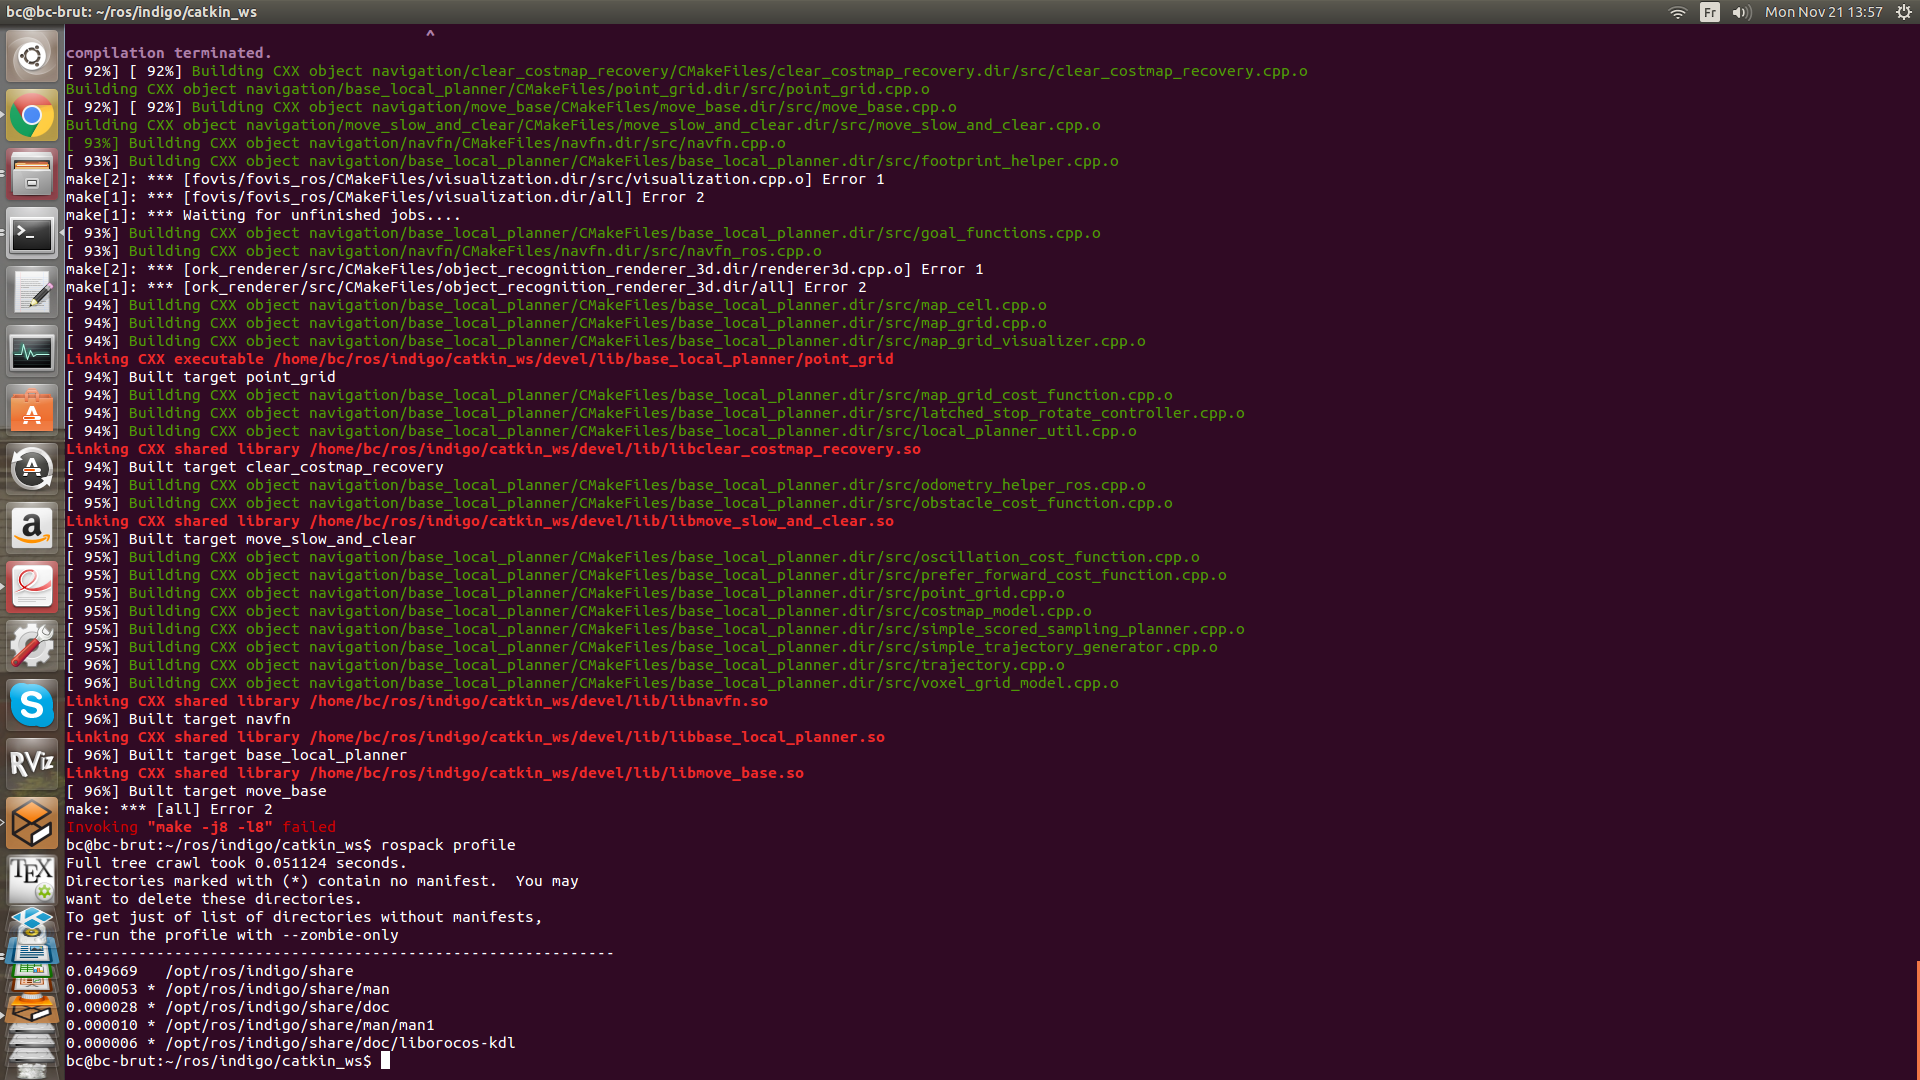 bc@bc-brut: ~/ros/indigo/catkin_ws
Fr
Mon Nov 21 13:57
^
compilation terminated.
[ 92%] [ 92%] Building CXX object navigation/clear_costmap_recovery/CMakeFiles/clear_costmap_recovery.dir/src/clear_costmap_recovery.cpp.o
Building CXX object navigation/base_local_planner/CMakeFiles/point_grid.dir/src/point_grid.cpp.o
[ 92%] [ 92%] Building CXX object navigation/move_base/CMakeFiles/move_base.dir/src/move_base.cpp.o
Building CXX object navigation/move_slow_and_clear/CMakeFiles/move_slow_and_clear.dir/src/move_slow_and_clear.cpp.o
[ 93%] Building CXX object navigation/navfn/CMakeFiles/navfn.dir/src/navfn.cpp.o
[ 93%] Building CXX object navigation/base_local_planner/CMakeFiles/base_local_planner.dir/src/footprint_helper.cpp.o
make[2]: *** [fovis/fovis_ros/CMakeFiles/visualization.dir/src/visualization.cpp.o] Error 1
make[1]: *** [fovis/fovis_ros/CMakeFiles/visualization.dir/all] Error 2
make[1]: *** Waiting for unfinished jobs....
[ 93%] Building CXX object navigation/base_local_planner/CMakeFiles/base_local_planner.dir/src/goal_functions.cpp.o
[ 93%] Building CXX object navigation/navfn/CMakeFiles/navfn.dir/src/navfn_ros.cpp.o
make[2]: *** [ork_renderer/src/CMakeFiles/object_recognition_renderer_3d.dir/renderer3d.cpp.o] Error 1
make[1]: *** [ork_renderer/src/CMakeFiles/object_recognition_renderer_3d.dir/all] Error 2
[ 94%] Building CXX object navigation/base_local_planner/CMakeFiles/base_local_planner.dir/src/map_cell.cpp.o
[ 94%] Building CXX object navigation/base_local_planner/CMakeFiles/base_local_planner.dir/src/map_grid.cpp.o
[ 94%] Building CXX object navigation/base_local_planner/CMakeFiles/base_local_planner.dir/src/map_grid_visualizer.cpp.o
Linking CXX executable /home/bc/ros/indigo/catkin_ws/devel/lib/base_local_planner/point_grid
[ 94%] Built target point_grid
[ 94%] Building CXX object navigation/base_local_planner/CMakeFiles/base_local_planner.dir/src/map_grid_cost_function.cpp.o
[ 94%] Building CXX object navigation/base_local_planner/CMakeFiles/base_local_planner.dir/src/latched_stop_rotate_controller.cpp.o
[ 94%] Building CXX object navigation/base_local_planner/CMakeFiles/base_local_planner.dir/src/local_planner_util.cpp.o
Linking CXX shared library /home/bc/ros/indigo/catkin_ws/devel/lib/libclear_costmap_recovery.so
[ 94%] Built target clear_costmap_recovery
[ 94%] Building CXX object navigation/base_local_planner/CMakeFiles/base_local_planner.dir/src/odometry_helper_ros.cpp.o
[ 95%] Building CXX object navigation/base_local_planner/CMakeFiles/base_local_planner.dir/src/obstacle_cost_function.cpp.o
Linking CXX shared library /home/bc/ros/indigo/catkin_ws/devel/lib/libmove_slow_and_clear.so
[ 95%] Built target move_slow_and_clear
[ 95%] Building CXX object navigation/base_local_planner/CMakeFiles/base_local_planner.dir/src/oscillation_cost_function.cpp.o
[ 95%] Building CXX object navigation/base_local_planner/CMakeFiles/base_local_planner.dir/src/prefer_forward_cost_function.cpp.o
[ 95%] Building CXX object navigation/base_local_planner/CMakeFiles/base_local_planner.dir/src/point_grid.cpp.o
[ 95%] Building CXX object navigation/base_local_planner/CMakeFiles/base_local_planner.dir/src/costmap_model.cpp.o
[ 95%] Building CXX object navigation/base_local_planner/CMakeFiles/base_local_planner.dir/src/simple_scored_sampling_planner.cpp.o
[ 95%] Building CXX object navigation/base_local_planner/CMakeFiles/base_local_planner.dir/src/simple_trajectory_generator.cpp.o
[ 96%] Building CXX object navigation/base_local_planner/CMakeFiles/base_local_planner.dir/src/trajectory.cpp.o
[ 96%] Building CXX object navigation/base_local_planner/CMakeFiles/base_local_planner.dir/src/voxel_grid_model.cpp.o
Linking CXX shared library /home/bc/ros/indigo/catkin_ws/devel/lib/libnavfn.so
[ 96%] Built target navfn
Linking CXX shared library /home/bc/ros/indigo/catkin_ws/devel/lib/libbase_local_planner.so
[ 96%] Built target base_local_planner
Linking CXX shared library /home/bc/ros/indigo/catkin_ws/devel/lib/libmove_base.so
[ 96%] Built target move_base
make: *** [all] Error 2
Invoking "make -j8 -l8" failed
bc@bc-brut:~/ros/indigo/catkin_ws$ rospack profile
Full tree crawl took 0.051124 seconds.
Directories marked with (*) contain no manifest.  You may
want to delete these directories.
To get just of list of directories without manifests,
re-run the profile with --zombie-only
-------------------------------------------------------------
0.049669   /opt/ros/indigo/share
0.000053 * /opt/ros/indigo/share/man
0.000028 * /opt/ros/indigo/share/doc
0.000010 * /opt/ros/indigo/share/man/man1
0.000006 * /opt/ros/indigo/share/doc/liborocos-kdl
bc@bc-brut:~/ros/indigo/catkin_ws$
a
S
RViz
TEX